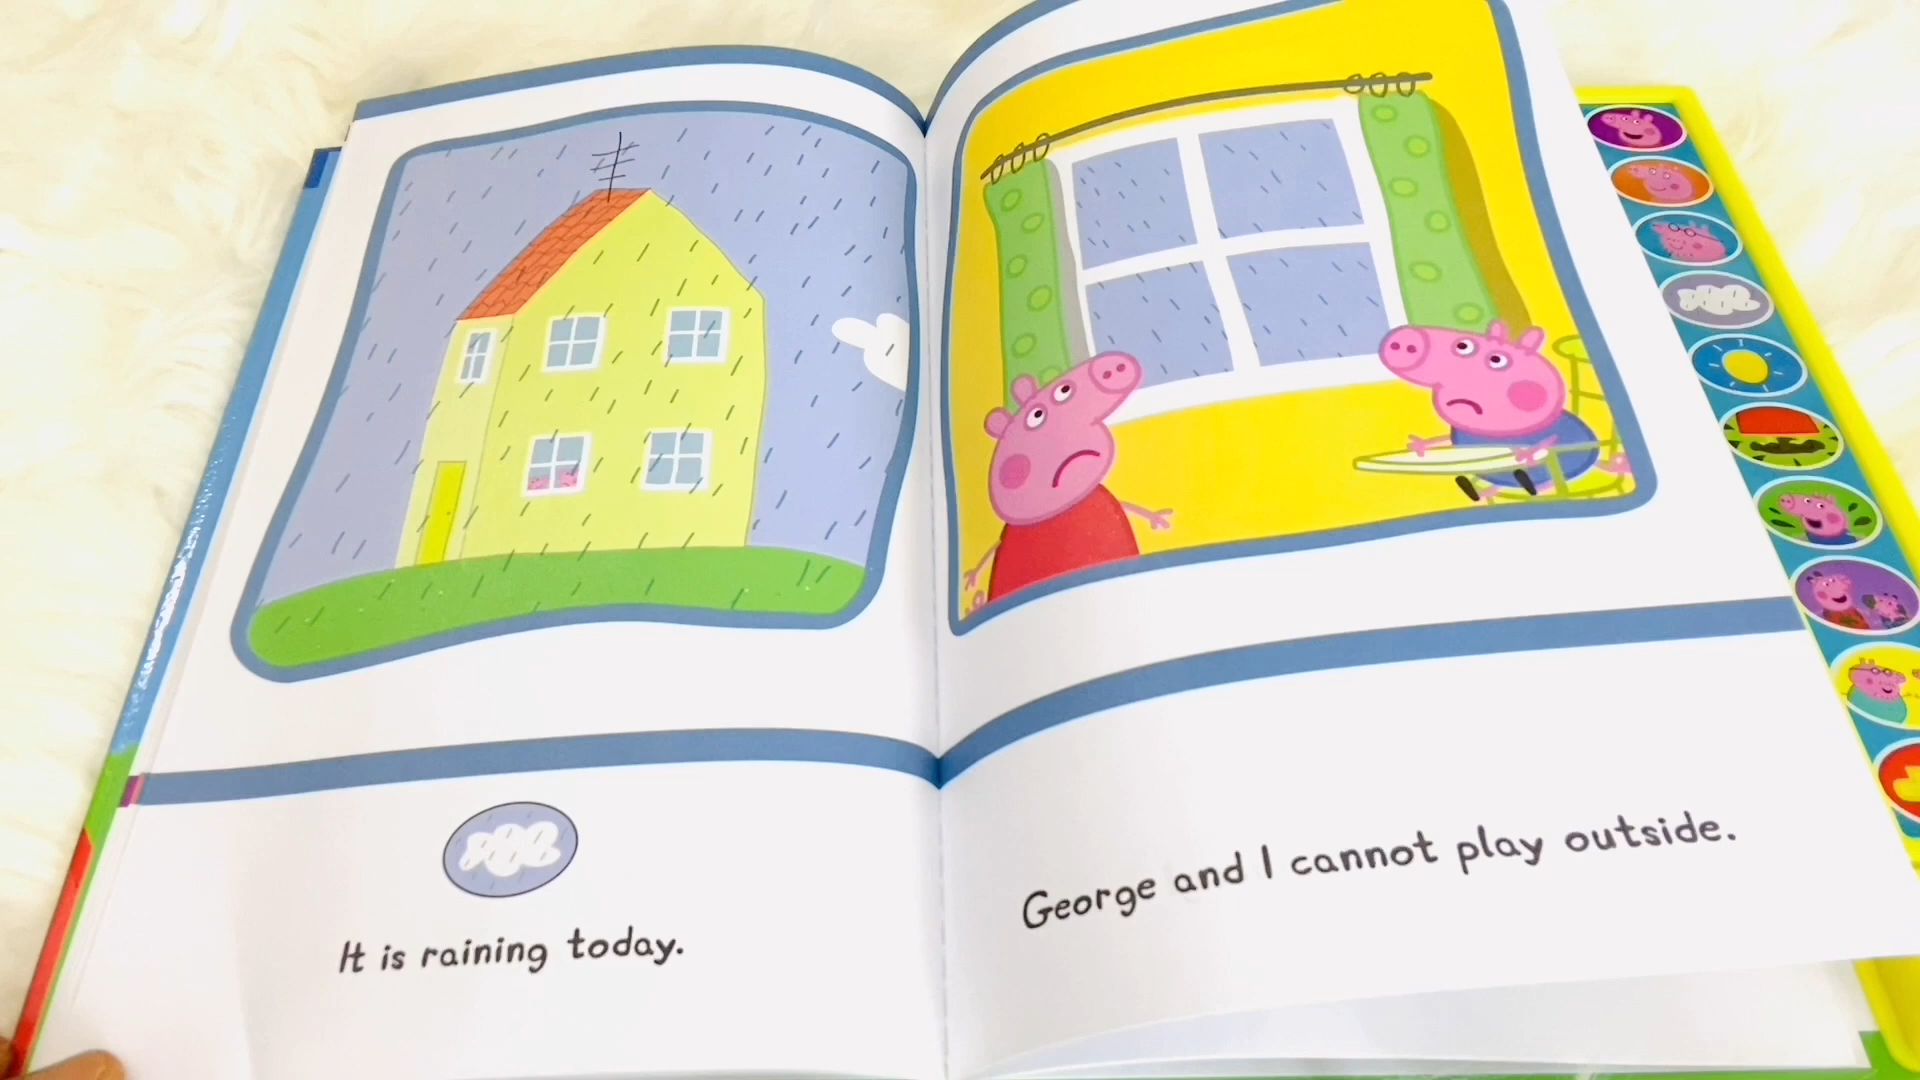 It is raining today.
George and I cannot play outside.